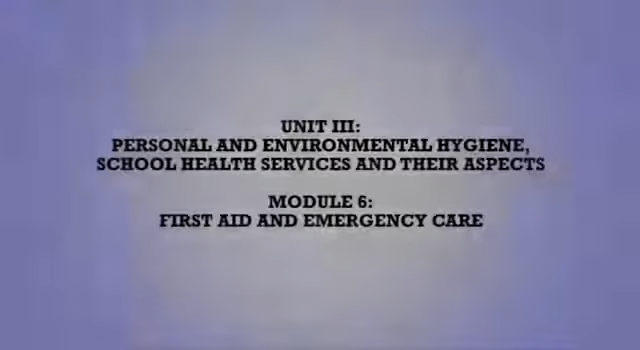 UNIT III:
PERSONAL AND ENVIRONMENTAL HYGIENE,
SCHOOL HEALTH SERVICES AND THEIR ASPECTS
MODULE 6:
FIRST AID AND EMERGENCY CARE